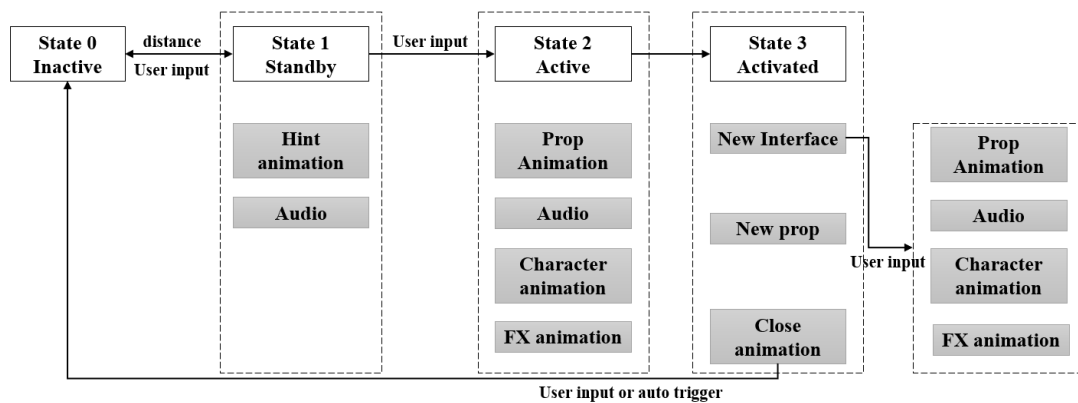 State 0
Inactive
distance
User input
State 1
Standby
User input
State 2
Active
State 3
Activated
Hint
animation
Audio
Prop
Animation
Audio
Character
animation
FX animation
New Interface
New prop
Close
animation
User input
Prop
Animation
Audio
Character
animation
FX animation
User input or auto trigger